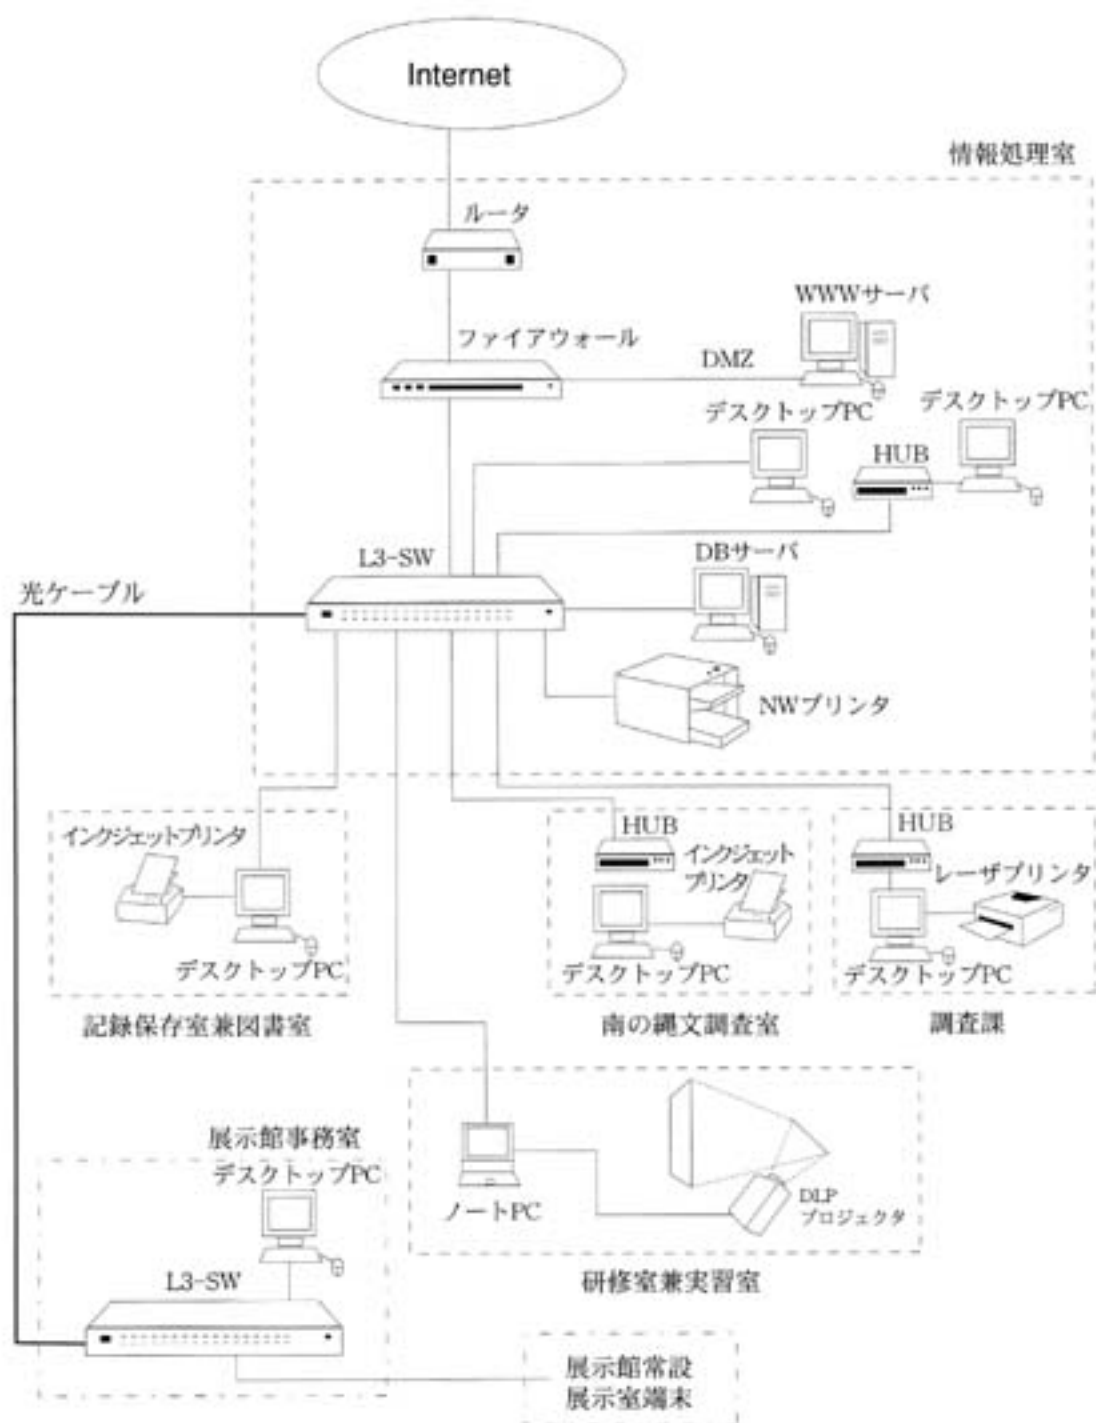 Internet
情報処理室
ルータ
WWWサーバ
ファイアウォール
DMZ
デスクトップPC
デスクトップPC
HUB
L3-SW
DBサーバ
光ケーブル
NWプリンタ
インクジェットプリンタ
デスクトップPC
記録保存室兼図書室
HUB
インクジェット
プリンタ
デスクトップPC
南の縄文調査室
HUB
レーザプリンタ
デスクトップPC
調査課
展示館事務室
デスクトップPC
L3-SW
ノートPC
DLP
プロジェクタ
研修室兼実習室
展示館常設
展示室端末